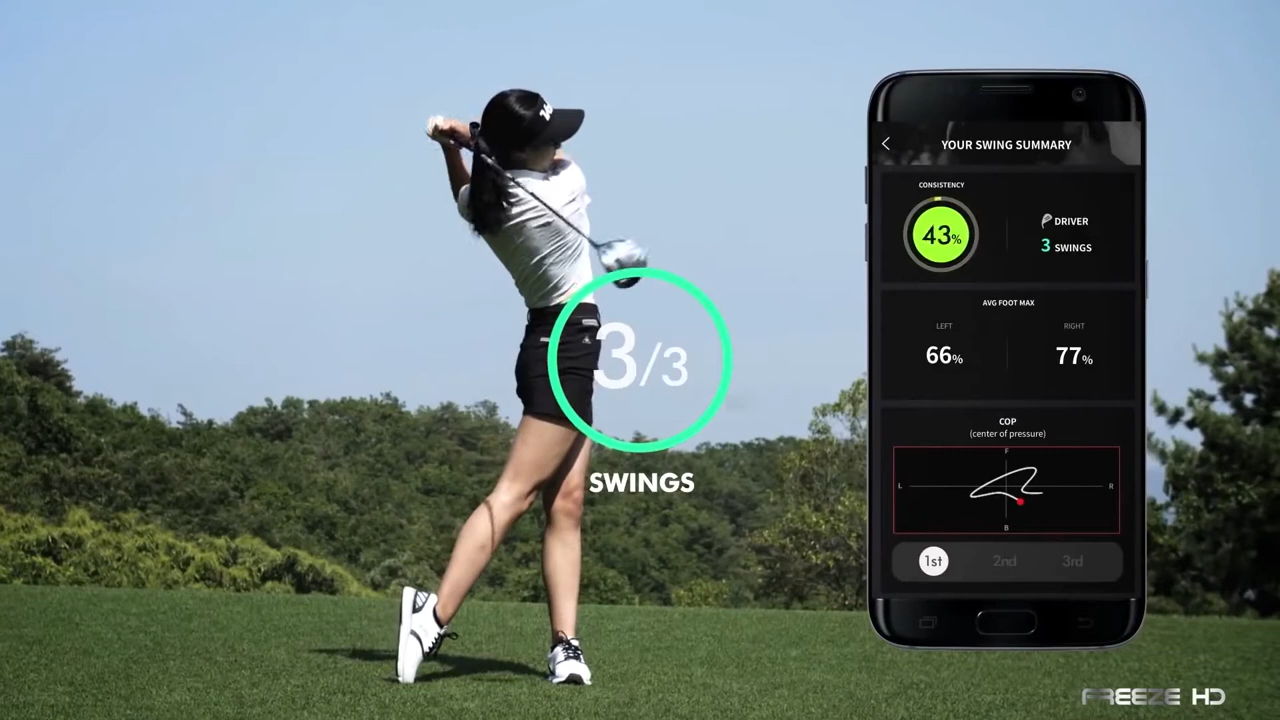 3/3
SWINGS
YOUR SWING SUMMARY
CONSISTENCY
43%
DRIVER
3 SWINGS
AVG FOOT MAX
LEFT
RIGHT
66%
77%
COP
(center of pressure)
F
L
R
B
1st
2nd
3rd
FREEZE HD